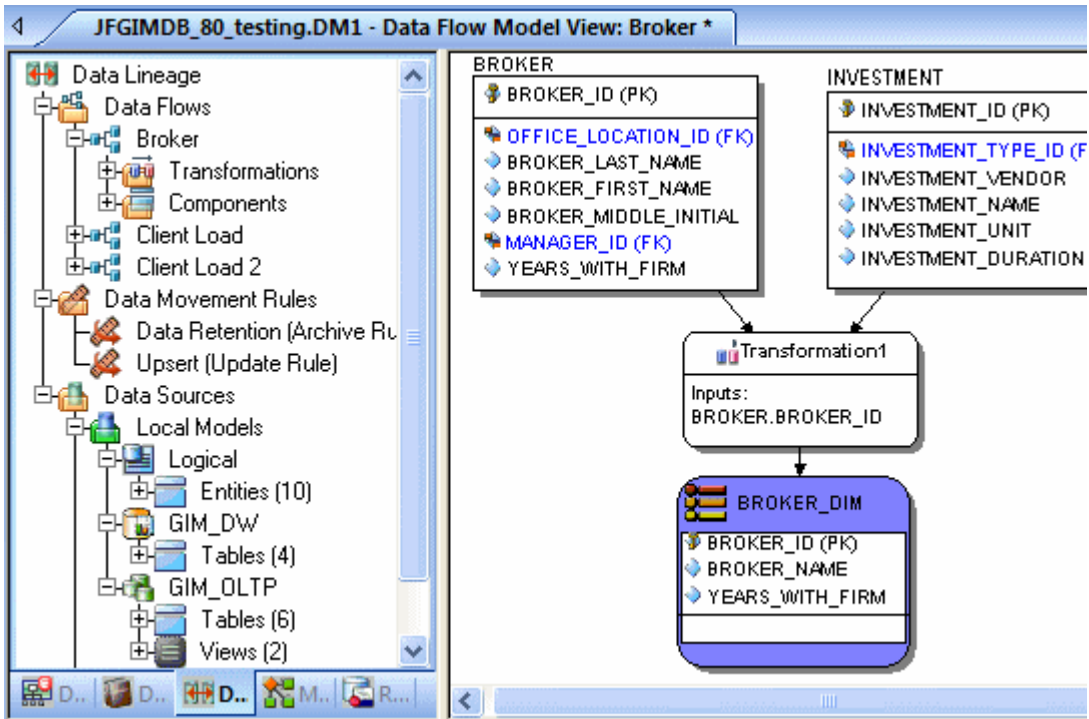 JFGIMDB_80_testing.DM1 - Data Flow Model View: Broker *
Data Lineage
Data Flows
Broker
Transformations
Components
Client Load
Client Load 2
Data Movement Rules
Data Retention (Archive Ru
Upsert (Update Rule)
Data Sources
Local Models
Logical
Entities (10)
GIM_DW
Tables (4)
GIM_OLTP
Tables (6)
Views (2)
D..
D..
D..
M..
R...
BROKER
BROKER_ID (PK)
OFFICE_LOCATION_ID (FK)
BROKER_LAST_NAME
BROKER_FIRST_NAME
BROKER_MIDDLE_INITIAL
MANAGER_ID (FK)
YEARS_WITH_FIRM
INVESTMENT
INVESTMENT_ID (PK)
INVESTMENT_TYPE_ID (F
INVESTMENT_VENDOR
INVESTMENT_NAME
INVESTMENT_UNIT
INVESTMENT_DURATION
Transformation1
Inputs:
BROKER.BROKER_ID
BROKER_DIM
BROKER_ID (PK)
BROKER_NAME
YEARS_WITH_FIRM